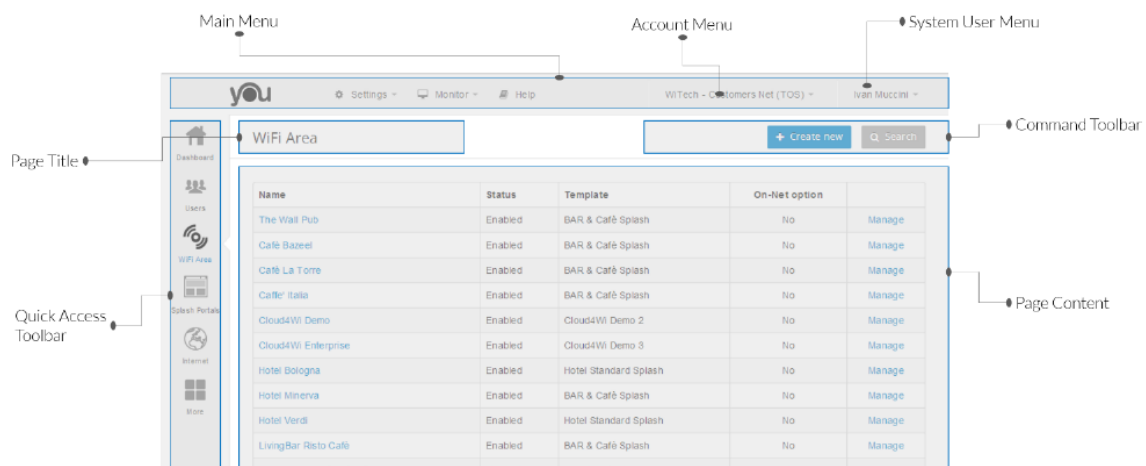 Main Menu
Account Menu
System User Menu
you
Settings
Monitor
Help
WiTech - Customers Net (TOS)
Ivan Muccini
Command Toolbar
Page Title
WiFi Area
+ Create new
Search
Dashboard
Users
WiFi Area
Splash Portals
Internet
More
Quick Access
Toolbar
Page Content
Name Status Template On-Net option
The Wall Pub Enabled BAR & Cafè Splash No Manage
Cafè Bazeel Enabled BAR & Cafè Splash No Manage
Cafè La Torre Enabled BAR & Cafè Splash No Manage
Caffe' Italia Enabled BAR & Cafè Splash No Manage
Cloud4Wi Demo Enabled Cloud4Wi Demo 2 No Manage
Cloud4Wi Enterprise Enabled Cloud4Wi Demo 3 No Manage
Hotel Bologna Enabled Hotel Standard Splash No Manage
Hotel Minerva Enabled BAR & Cafè Splash No Manage
Hotel Verdi Enabled Hotel Standard Splash No Manage
LivingBar Risto Cafè Enabled BAR & Cafè Splash No Manage